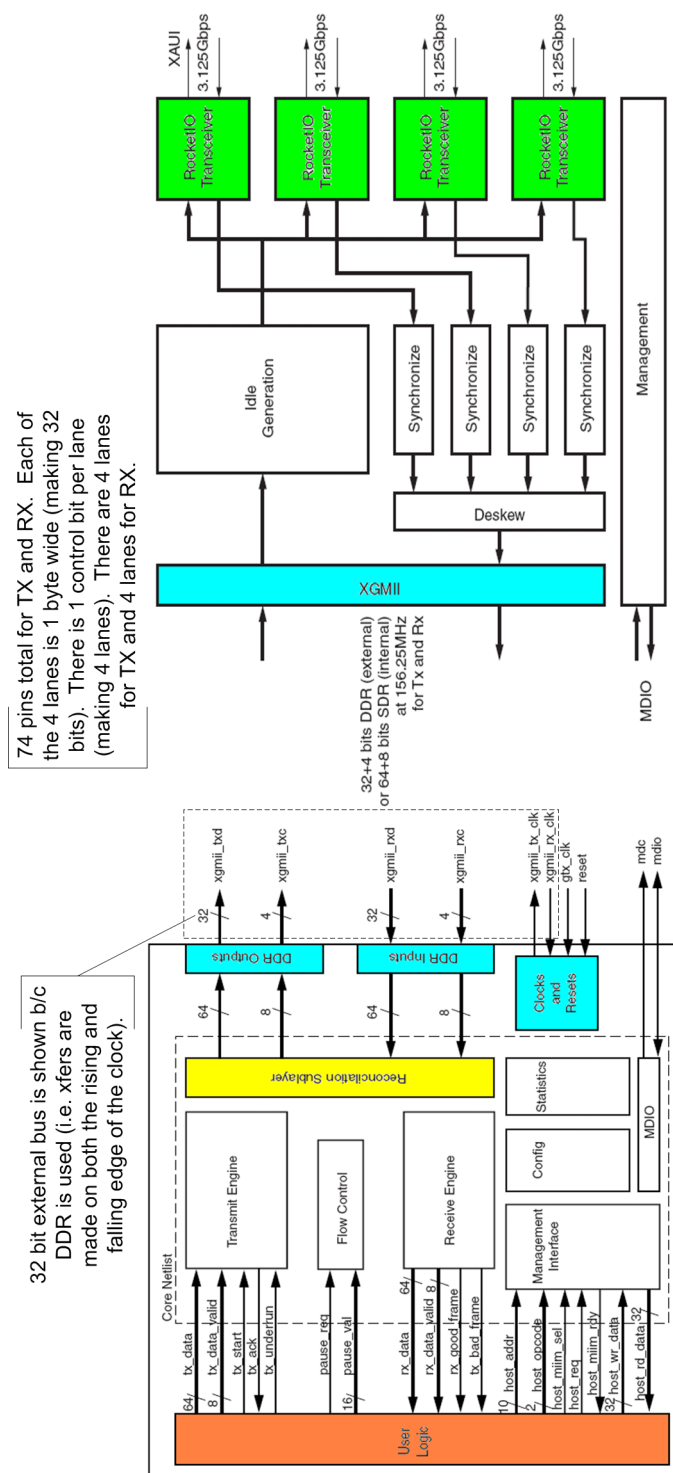 74 pins total for TX and RX. Each of
the 4 lanes is 1 byte wide (making 32
bits). There is 1 control bit per lane
(making 4 lanes). There are 4 lanes
for TX and 4 lanes for RX.
32 bit external bus is shown b/c
DDR is used (i.e. xfers are
made on both the rising and
falling edge of the clock).
Core Netlist
User
Logic
64
tx_data
8
tx_data_valid
tx_start
tx_ack
tx_underrun
pause_req
16
pause_val
64
rx_data
8
rx_data_valid
rx_good_frame
tx_bad_frame
10
host_addr
2
host_opcode
host_miim_sel
host_req
host_miim_rdy
32
host_wr_data
32
host_rd_data
Transmit Engine
Flow Control
Receive Engine
Management
Interface
Config
Statistics
MDIO
Reconcilation Sublayer
64
8
64
8
DDR Outputs
DDR Inputs
Clocks
and
Resets
32
xgmii_txd
4
xgmii_txc
32
xgmii_rxd
4
xgmii_rxc
xgmii_tx_clk
xgmii_rx_clk
gtx_clk
reset
mdc
mdio
32+4 bits DDR (external)
or 64+8 bits SDR (internal)
at 156.25MHz
for Tx and Rx
MDIO
XGMII
Idle
Generation
Deskew
Synchronize
Synchronize
Synchronize
Synchronize
Management
RocketIO
Transceiver
RocketIO
Transceiver
RocketIO
Transceiver
RocketIO
Transceiver
XAUI
3.125Gbps
3.125Gbps
3.125Gbps
3.125Gbps